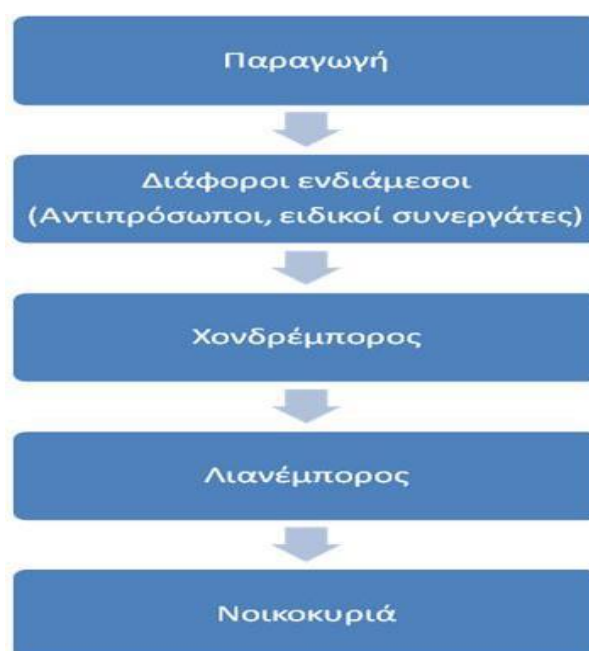 Παραγωγή
Διάφοροι ενδιάμεσοι
(Αντιπρόσωποι, ειδικοί συνεργάτες)
Χονδρέμπορος
Λιανέμπορος
Νοικοκυριά